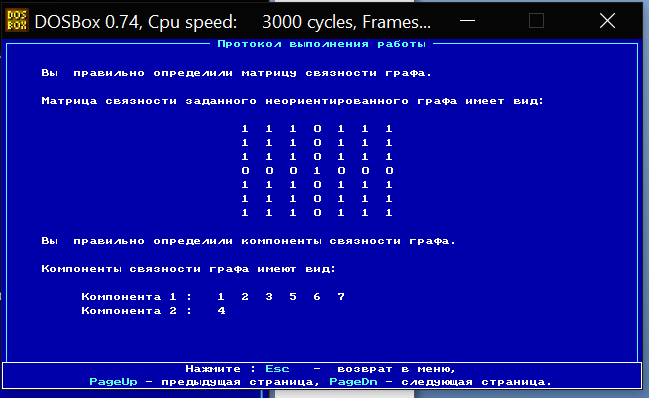 DOSBox 0.74, Cpu speed: 3000 cycles, Frames...
Протокол выполнения работы
Вы правильно определили матрицу связности графа.
Матрица связности заданного неориентированного графа имеет вид:
1 1 1 0 1 1 1
1 1 1 0 1 1 1
1 1 1 0 1 1 1
0 0 0 1 0 0 0
1 1 1 0 1 1 1
1 1 1 0 1 1 1
1 1 1 0 1 1 1
Вы правильно определили компоненты связности графа.
Компоненты связности графа имеют вид:
Компонента 1 : 1 2 3 5 6 7
Компонента 2 : 4
Нажмите : Esc - возврат в меню,
PageUp - предыдущая страница, PageDn - следующая страница.